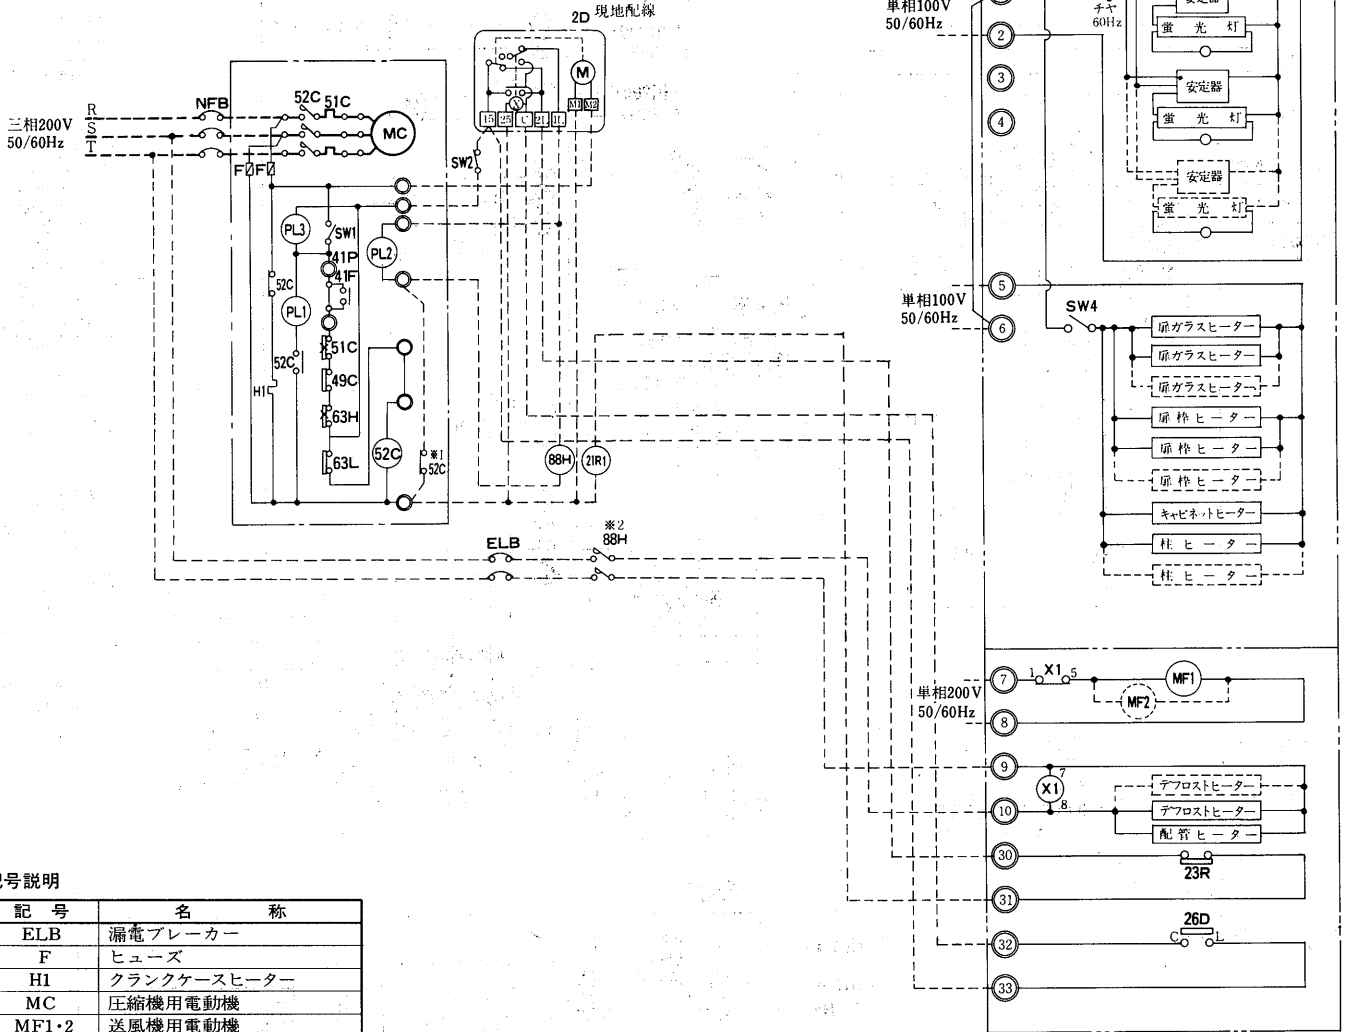 2D 現地配線
三相200V
50/60Hz
R
S
T
NFB
52C
51C
MC
F
F
PL3
SW1
41P
41F
PL2
52C
PL1
52C
51C
49C
H1
63H
63L
52C
※1
52C
M
X
15
25
C
2L
1L
M1
M2
SW2
88H
21R1
ELB
※2
88H
単相100V
50/60Hz
チヤ
60Hz
安定器
蛍光灯
安定器
蛍光灯
安定器
蛍光灯
2
3
4
5
単相100V
50/60Hz
6
SW4
扉ガラスヒーター
扉ガラスヒーター
扉ガラスヒーター
扉枠ヒーター
扉枠ヒーター
扉枠ヒーター
キャビネットヒーター
柱ヒーター
柱ヒーター
7
1 X1 5
MF1
MF2
単相200V
50/60Hz
8
9
7
X1
8
10
デフロストヒーター
デフロストヒーター
配管ヒーター
30
23R
31
26D
32
C L
33
号説明
記号 名称
ELB 漏電ブレーカー
F ヒューズ
H1 クランクケースヒーター
MC 圧縮機用電動機
MF1・2 送風機用電動機